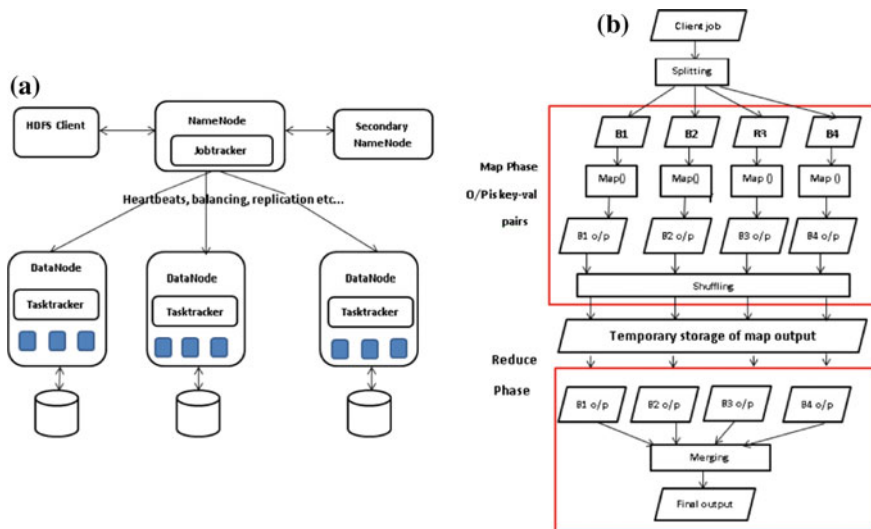 (a)
HDFS Client
NameNode
Jobtracker
Secondary
NameNode
Heartbeats, balancing, replication etc...
DataNode
Tasktracker
DataNode
Tasktracker
DataNode
Tasktracker
(b)
Client job
Splitting
Map Phase
O/P is key-val
pairs
B1
B2
B3
B4
Map()
Map()
Map ()
Map ()
B1 o/p
B2 o/p
B3 o/p
B4 o/p
Shuffling
Temporary storage of map output
Reduce
Phase
B1 o/p
B2 o/p
B3 o/p
B4 o/p
Merging
Final output